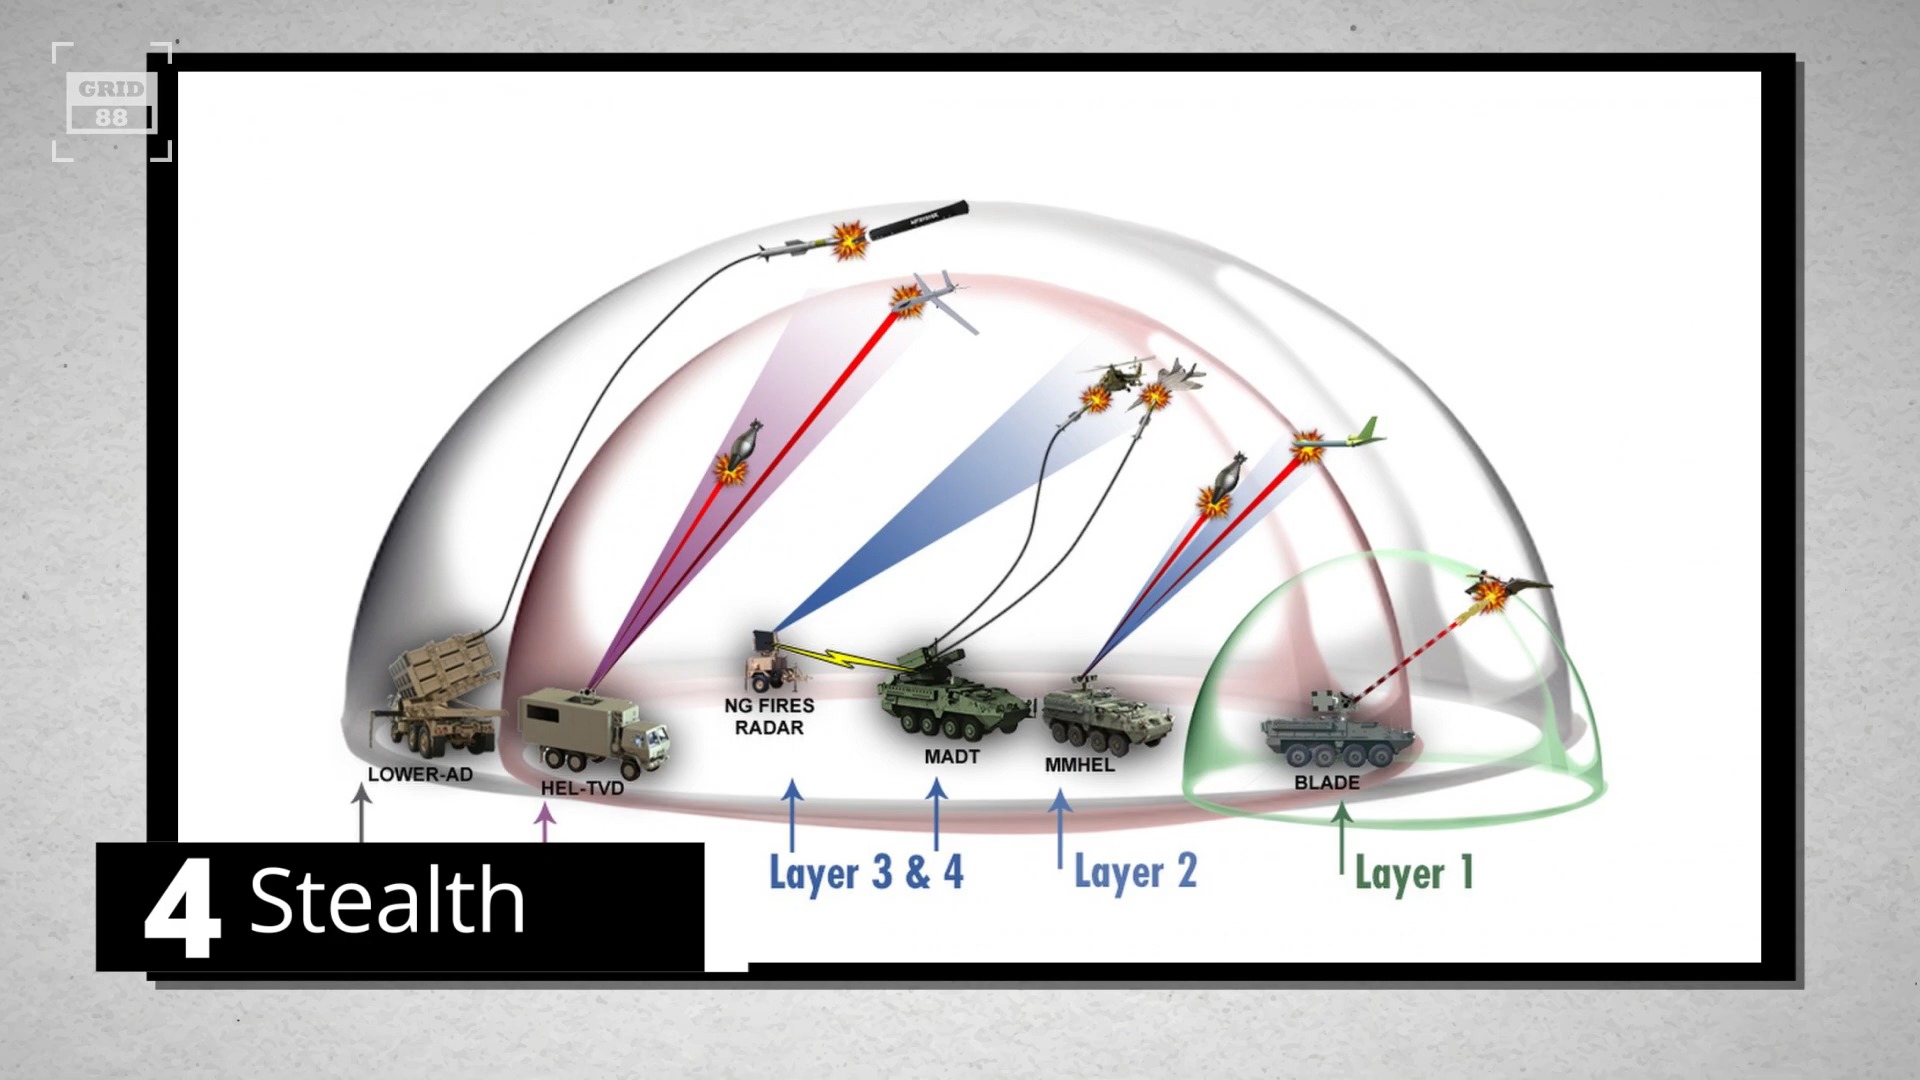 GRID
88
LOWER-AD
HEL-TVD
NG FIRES
RADAR
MADT
MMHEL
BLADE
Layer 3 & 4
Layer 2
Layer 1
4 Stealth